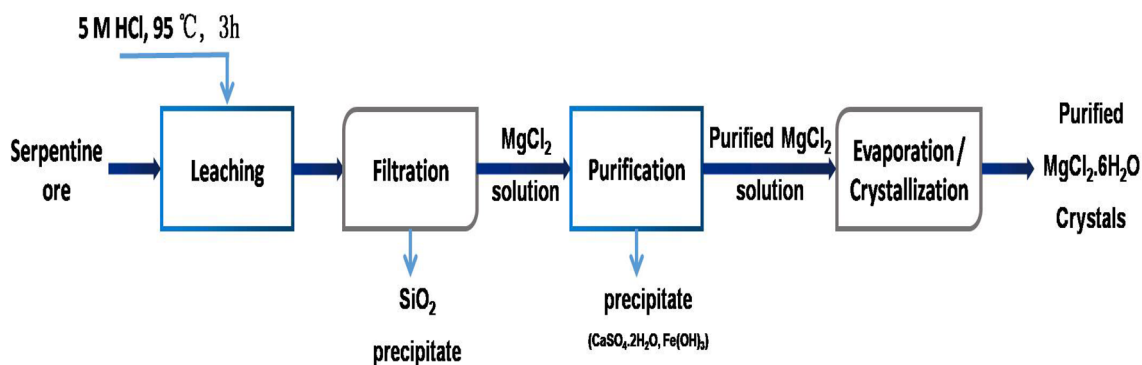 5 M HCl, 95 ℃, 3h
Serpentine
ore
Leaching
Filtration
MgCl₂
solution
Purification
Purified MgCl₂
solution
Evaporation/
Crystallization
Purified
MgCl₂.6H₂O
Crystals
SiO₂
precipitate
precipitate
(CaSO₄.2H₂O, Fe(OH)₃)